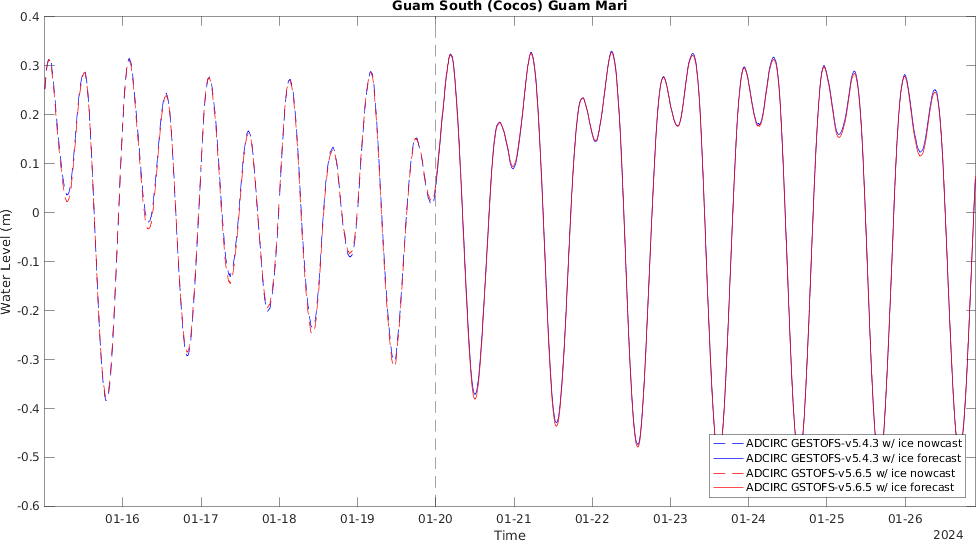 Guam South (Cocos) Guam Mari
Water Level (m)
0.4
0.3
0.2
0.1
0
-0.1
-0.2
-0.3
-0.4
-0.5
-0.6
ADCIRC GESTOFS-v5.4.3 w/ ice nowcast
ADCIRC GESTOFS-v5.4.3 w/ ice forecast
ADCIRC GSTOFS-v5.6.5 w/ ice nowcast
ADCIRC GSTOFS-v5.6.5 w/ ice forecast
01-16 01-17 01-18 01-19 01-20 01-21 01-22 01-23 01-24 01-25 01-26
Time
2024